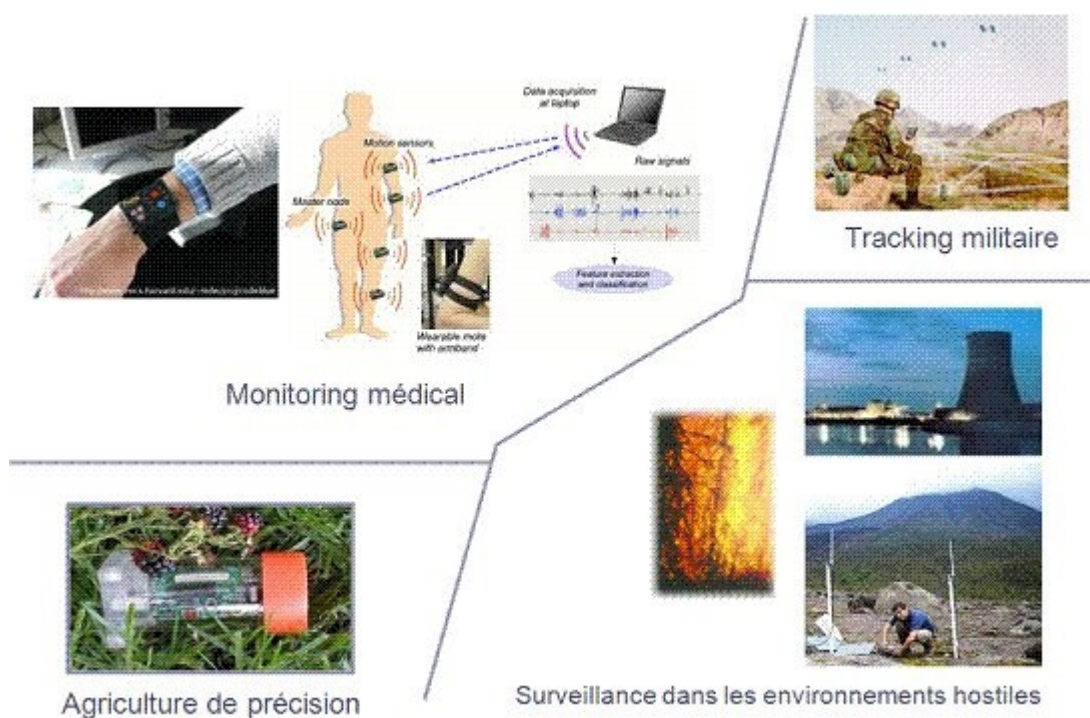 Data acquisition
at laptop
Motion sensors
Raw signals
Master node
Feature extraction
and classification
Wearable mote
with armband
Monitoring médical
Tracking militaire
Agriculture de précision
Surveillance dans les environnements hostiles